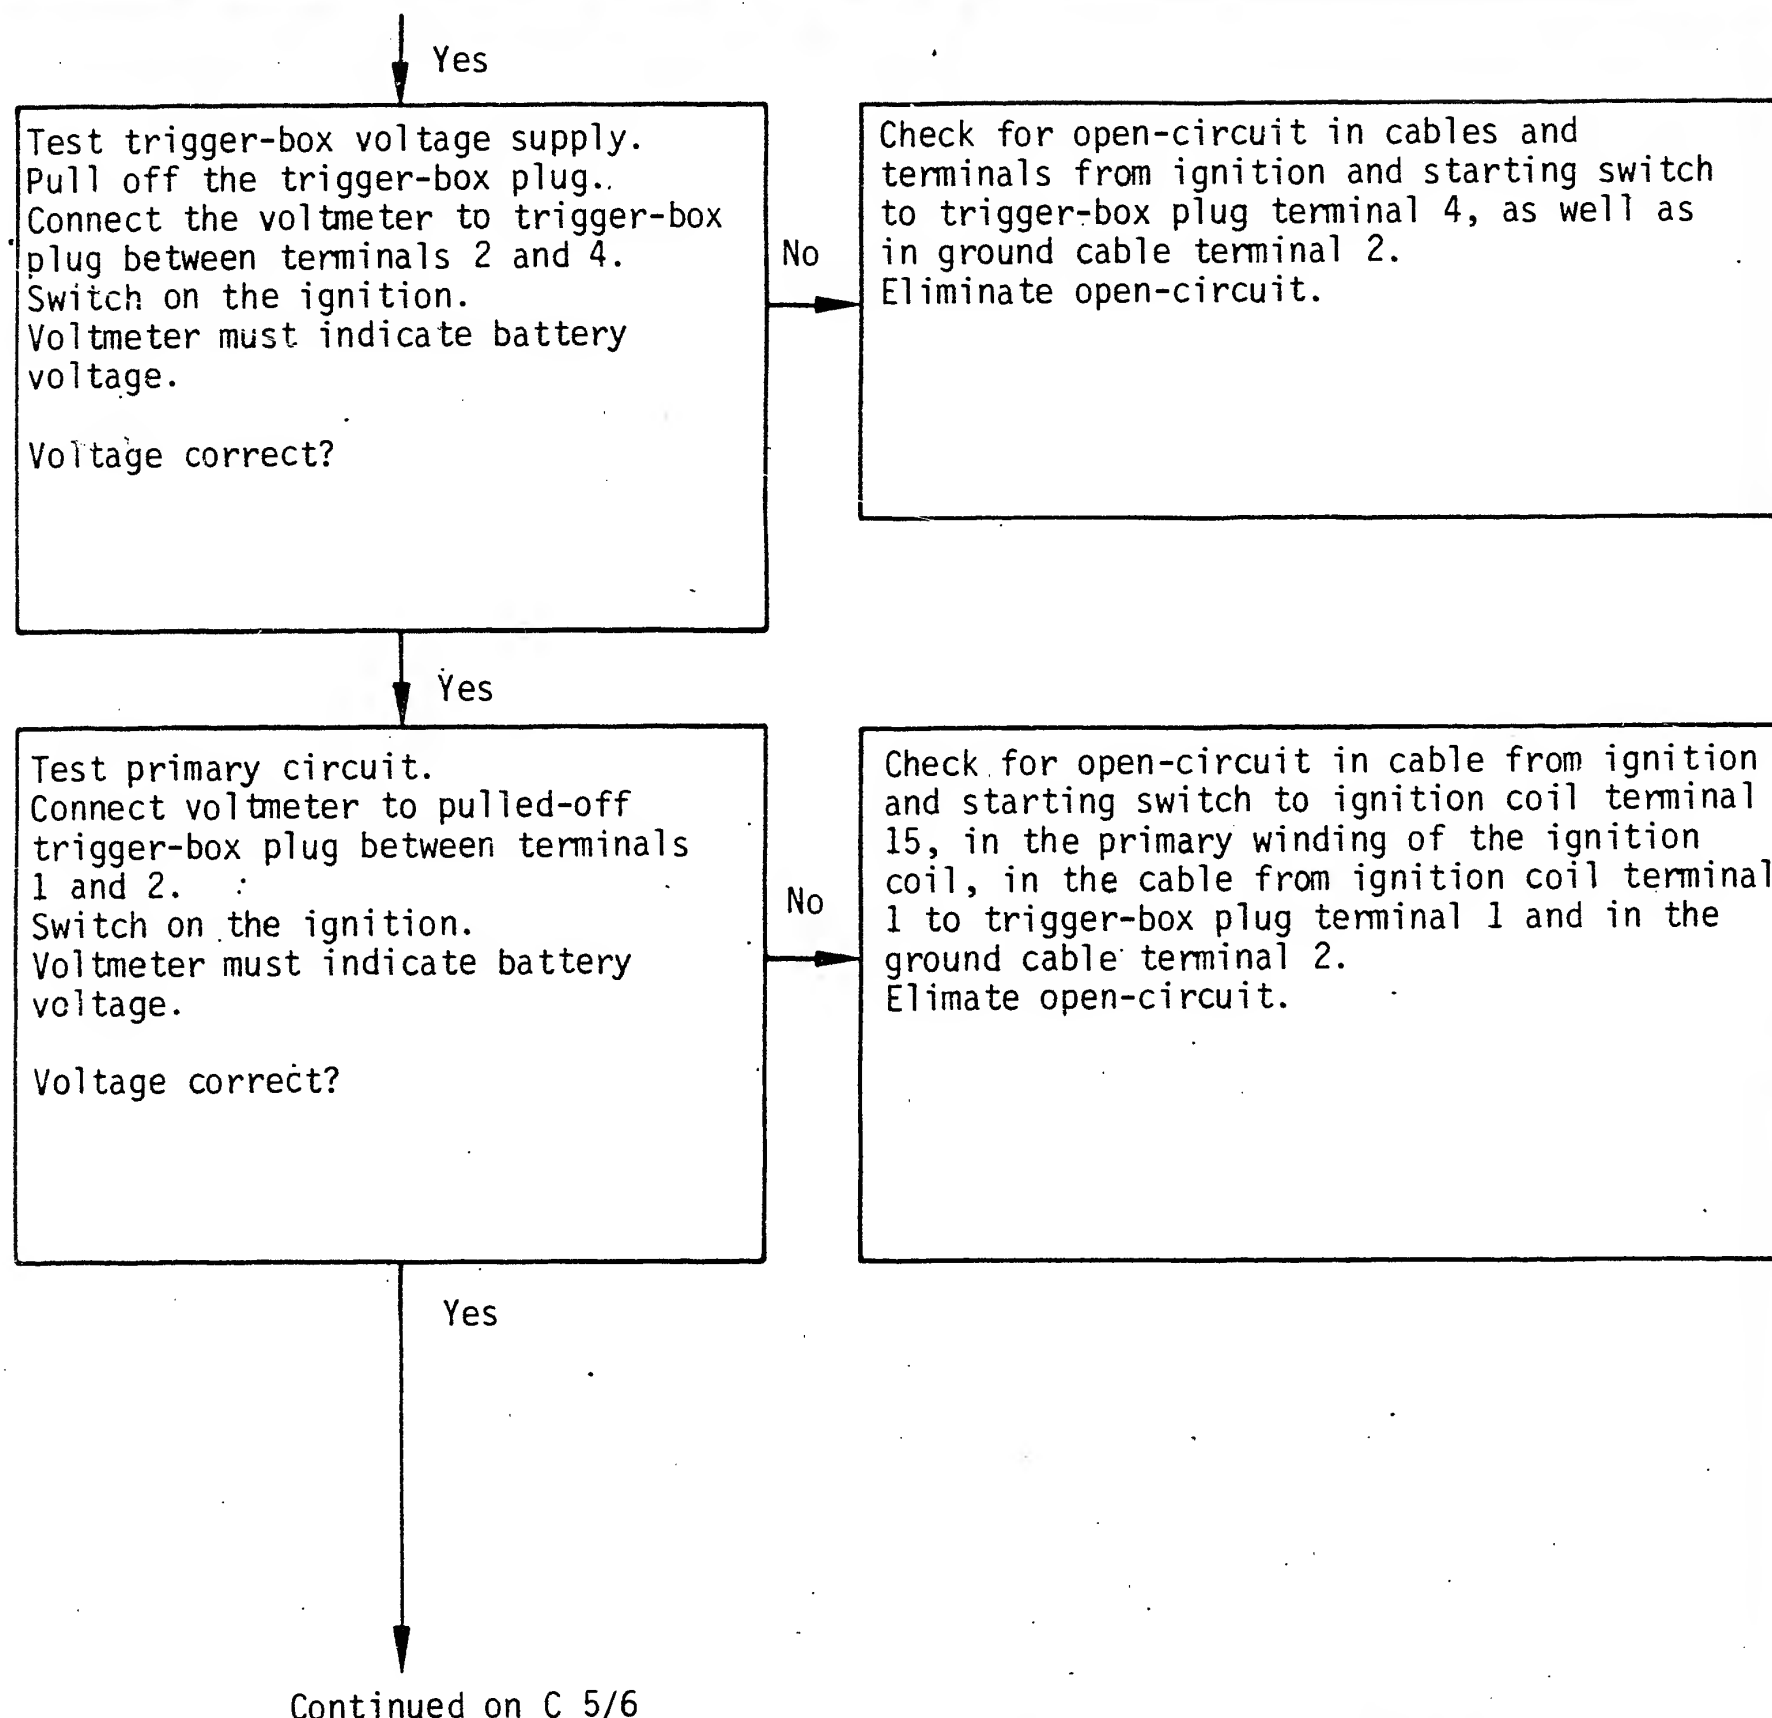 Yes
Test trigger-box voltage supply.
Pull off the trigger-box plug.
Connect the voltmeter to trigger-box
plug between terminals 2 and 4.
Switch on the ignition.
Voltmeter must indicate battery
voltage.
Voltage correct?
No
Check for open-circuit in cables and
terminals from ignition and starting switch
to trigger-box plug terminal 4, as well as
in ground cable terminal 2.
Eliminate open-circuit.
Yes
Test primary circuit.
Connect voltmeter to pulled-off
trigger-box plug between terminals
1 and 2.
Switch on the ignition.
Voltmeter must indicate battery
voltage.
Voltage correct?
No
Check for open-circuit in cable from ignition
and starting switch to ignition coil terminal
15, in the primary winding of the ignition
coil, in the cable from ignition coil terminal
1 to trigger-box plug terminal 1 and in the
ground cable terminal 2.
Elimate open-circuit.
Yes
Continued on C 5/6